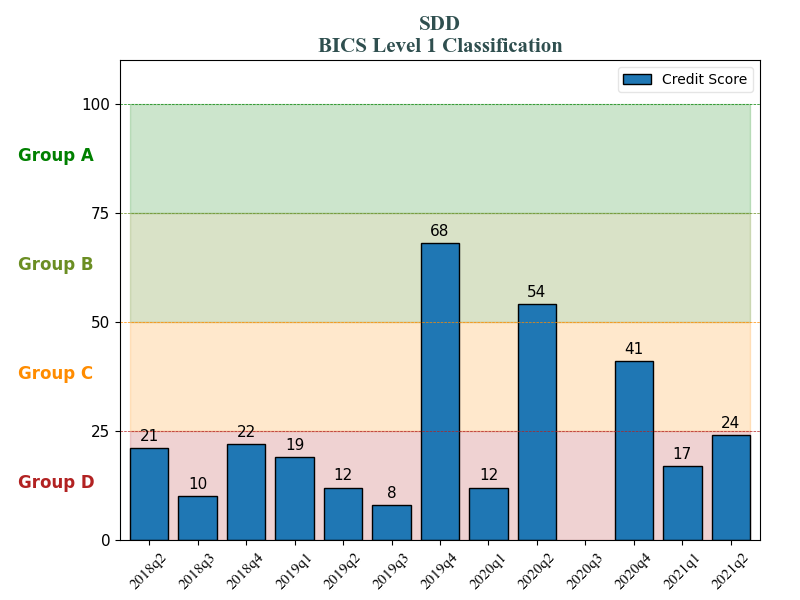 SDD
BICS Level 1 Classification
Credit Score
100
Group A
75
68
Group B
54
50
41
Group C
25
21
22
19
24
17
12
12
10
8
Group D
0
2018q2 2018q3 2018q4 2019q1 2019q2 2019q3 2019q4 2020q1 2020q2 2020q3 2020q4 2021q1 2021q2